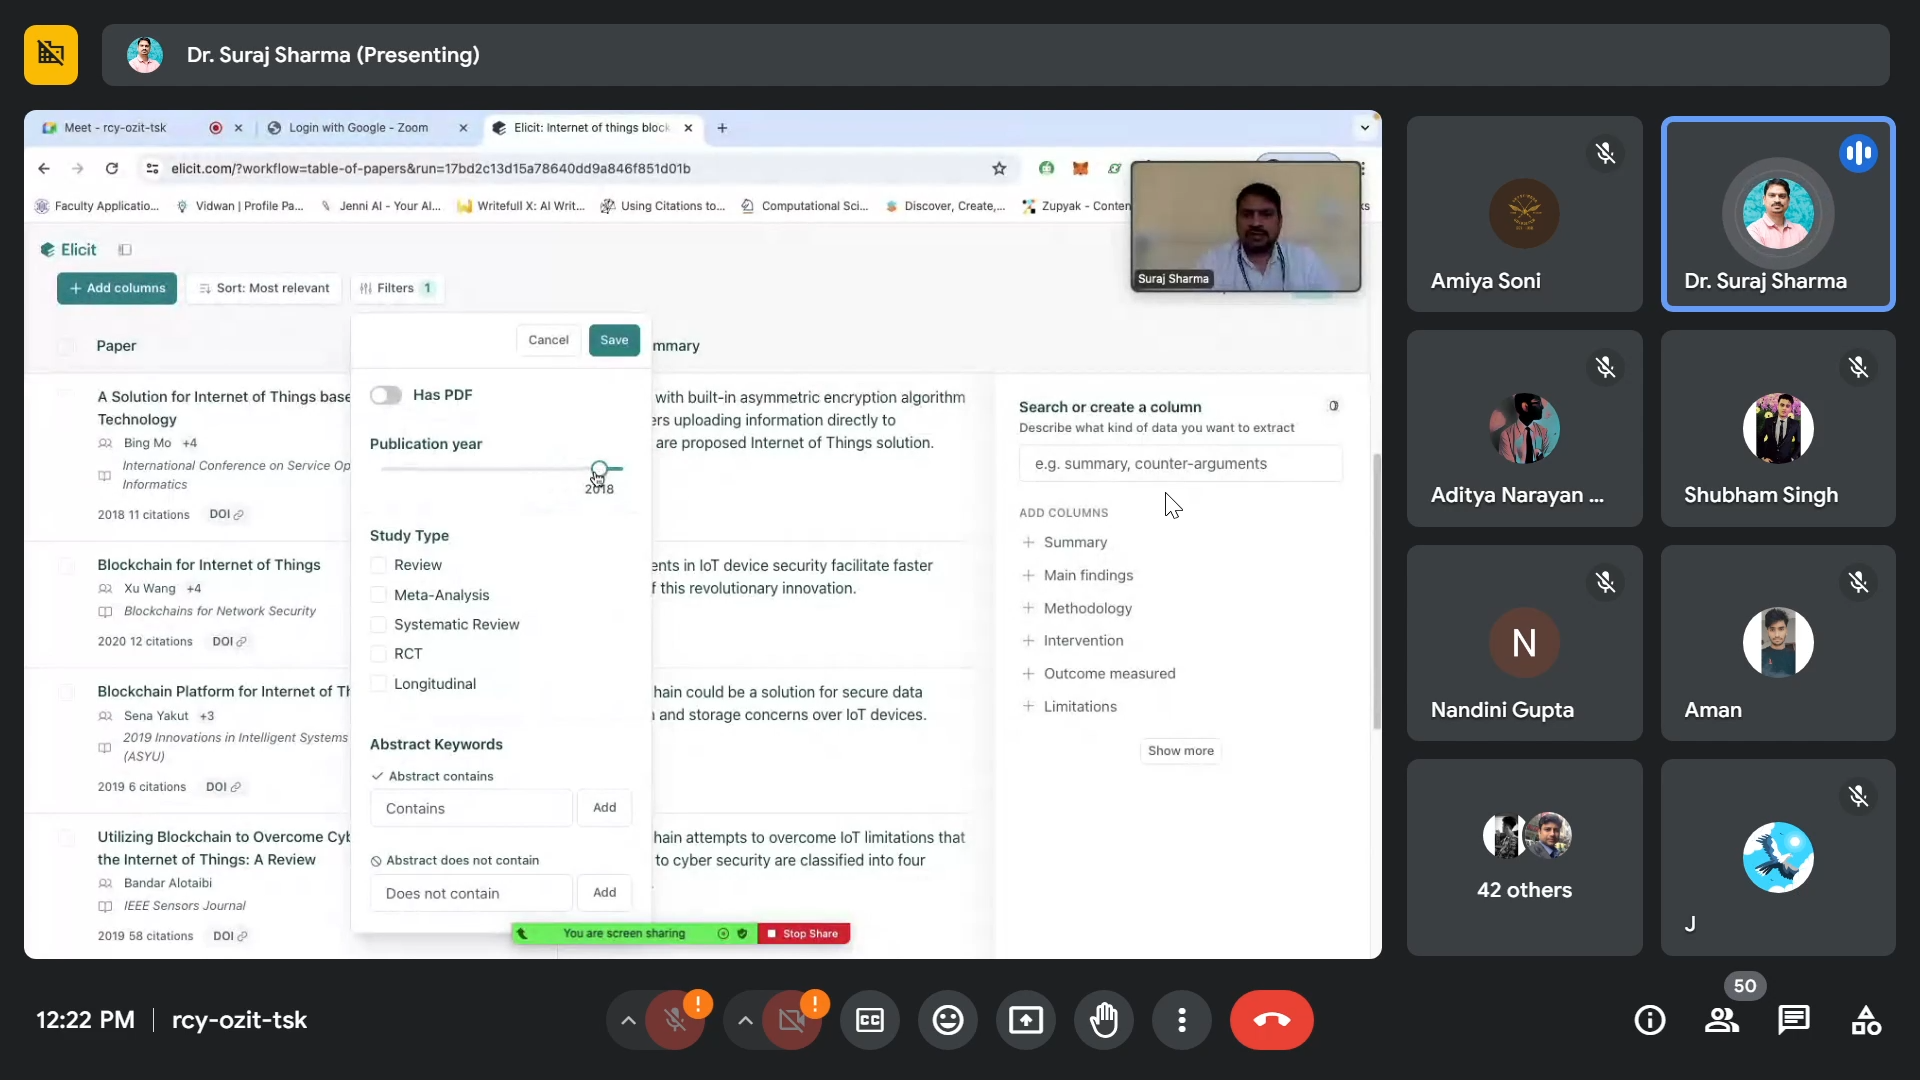 Dr. Suraj Sharma (Presenting)
Meet - rcy-ozit-tsk
Login with Google - Zoom
Elicit: Internet of things block
elicit.com/?workflow=table-of-papers&run=17bd2c13d15a78640dd9a846f851d01b
Faculty Applicatio...
Vidwan | Profile Pa...
Jenni AI - Your AI...
Writefull X: AI Writ...
Using Citations to...
Computational Sci...
Discover, Create,...
Zupyak - Conten
ks
Suraj Sharma
Elicit
+ Add columns
Sort: Most relevant
Filters 1
Paper
mmary
Cancel
Save
Has PDF
Publication year
2018
Study Type
Review
Meta-Analysis
Systematic Review
RCT
Longitudinal
Abstract Keywords
Abstract contains
Contains
Add
Abstract does not contain
Does not contain
Add
A Solution for Internet of Things base
Technology
Bing Mo +4
International Conference on Service Op
Informatics
2018 11 citations DOI
with built-in asymmetric encryption algorithm
ers uploading information directly to
are proposed Internet of Things solution.
Blockchain for Internet of Things
Xu Wang +4
Blockchains for Network Security
2020 12 citations DOI
ents in IoT device security facilitate faster
f this revolutionary innovation.
Blockchain Platform for Internet of Th
Sena Yakut +3
2019 Innovations in Intelligent Systems
(ASYU)
2019 6 citations DOI
hain could be a solution for secure data
and storage concerns over IoT devices.
Utilizing Blockchain to Overcome Cyb
the Internet of Things: A Review
Bandar Alotaibi
IEEE Sensors Journal
2019 58 citations DOI
hain attempts to overcome IoT limitations that
to cyber security are classified into four
Search or create a column
Describe what kind of data you want to extract
e.g. summary, counter-arguments
ADD COLUMNS
+ Summary
+ Main findings
+ Methodology
+ Intervention
+ Outcome measured
+ Limitations
Show more
You are screen sharing
Stop Share
Amiya Soni
Dr. Suraj Sharma
Aditya Narayan ...
Shubham Singh
N
Nandini Gupta
Aman
42 others
J
12:22 PM | rcy-ozit-tsk
CC
50